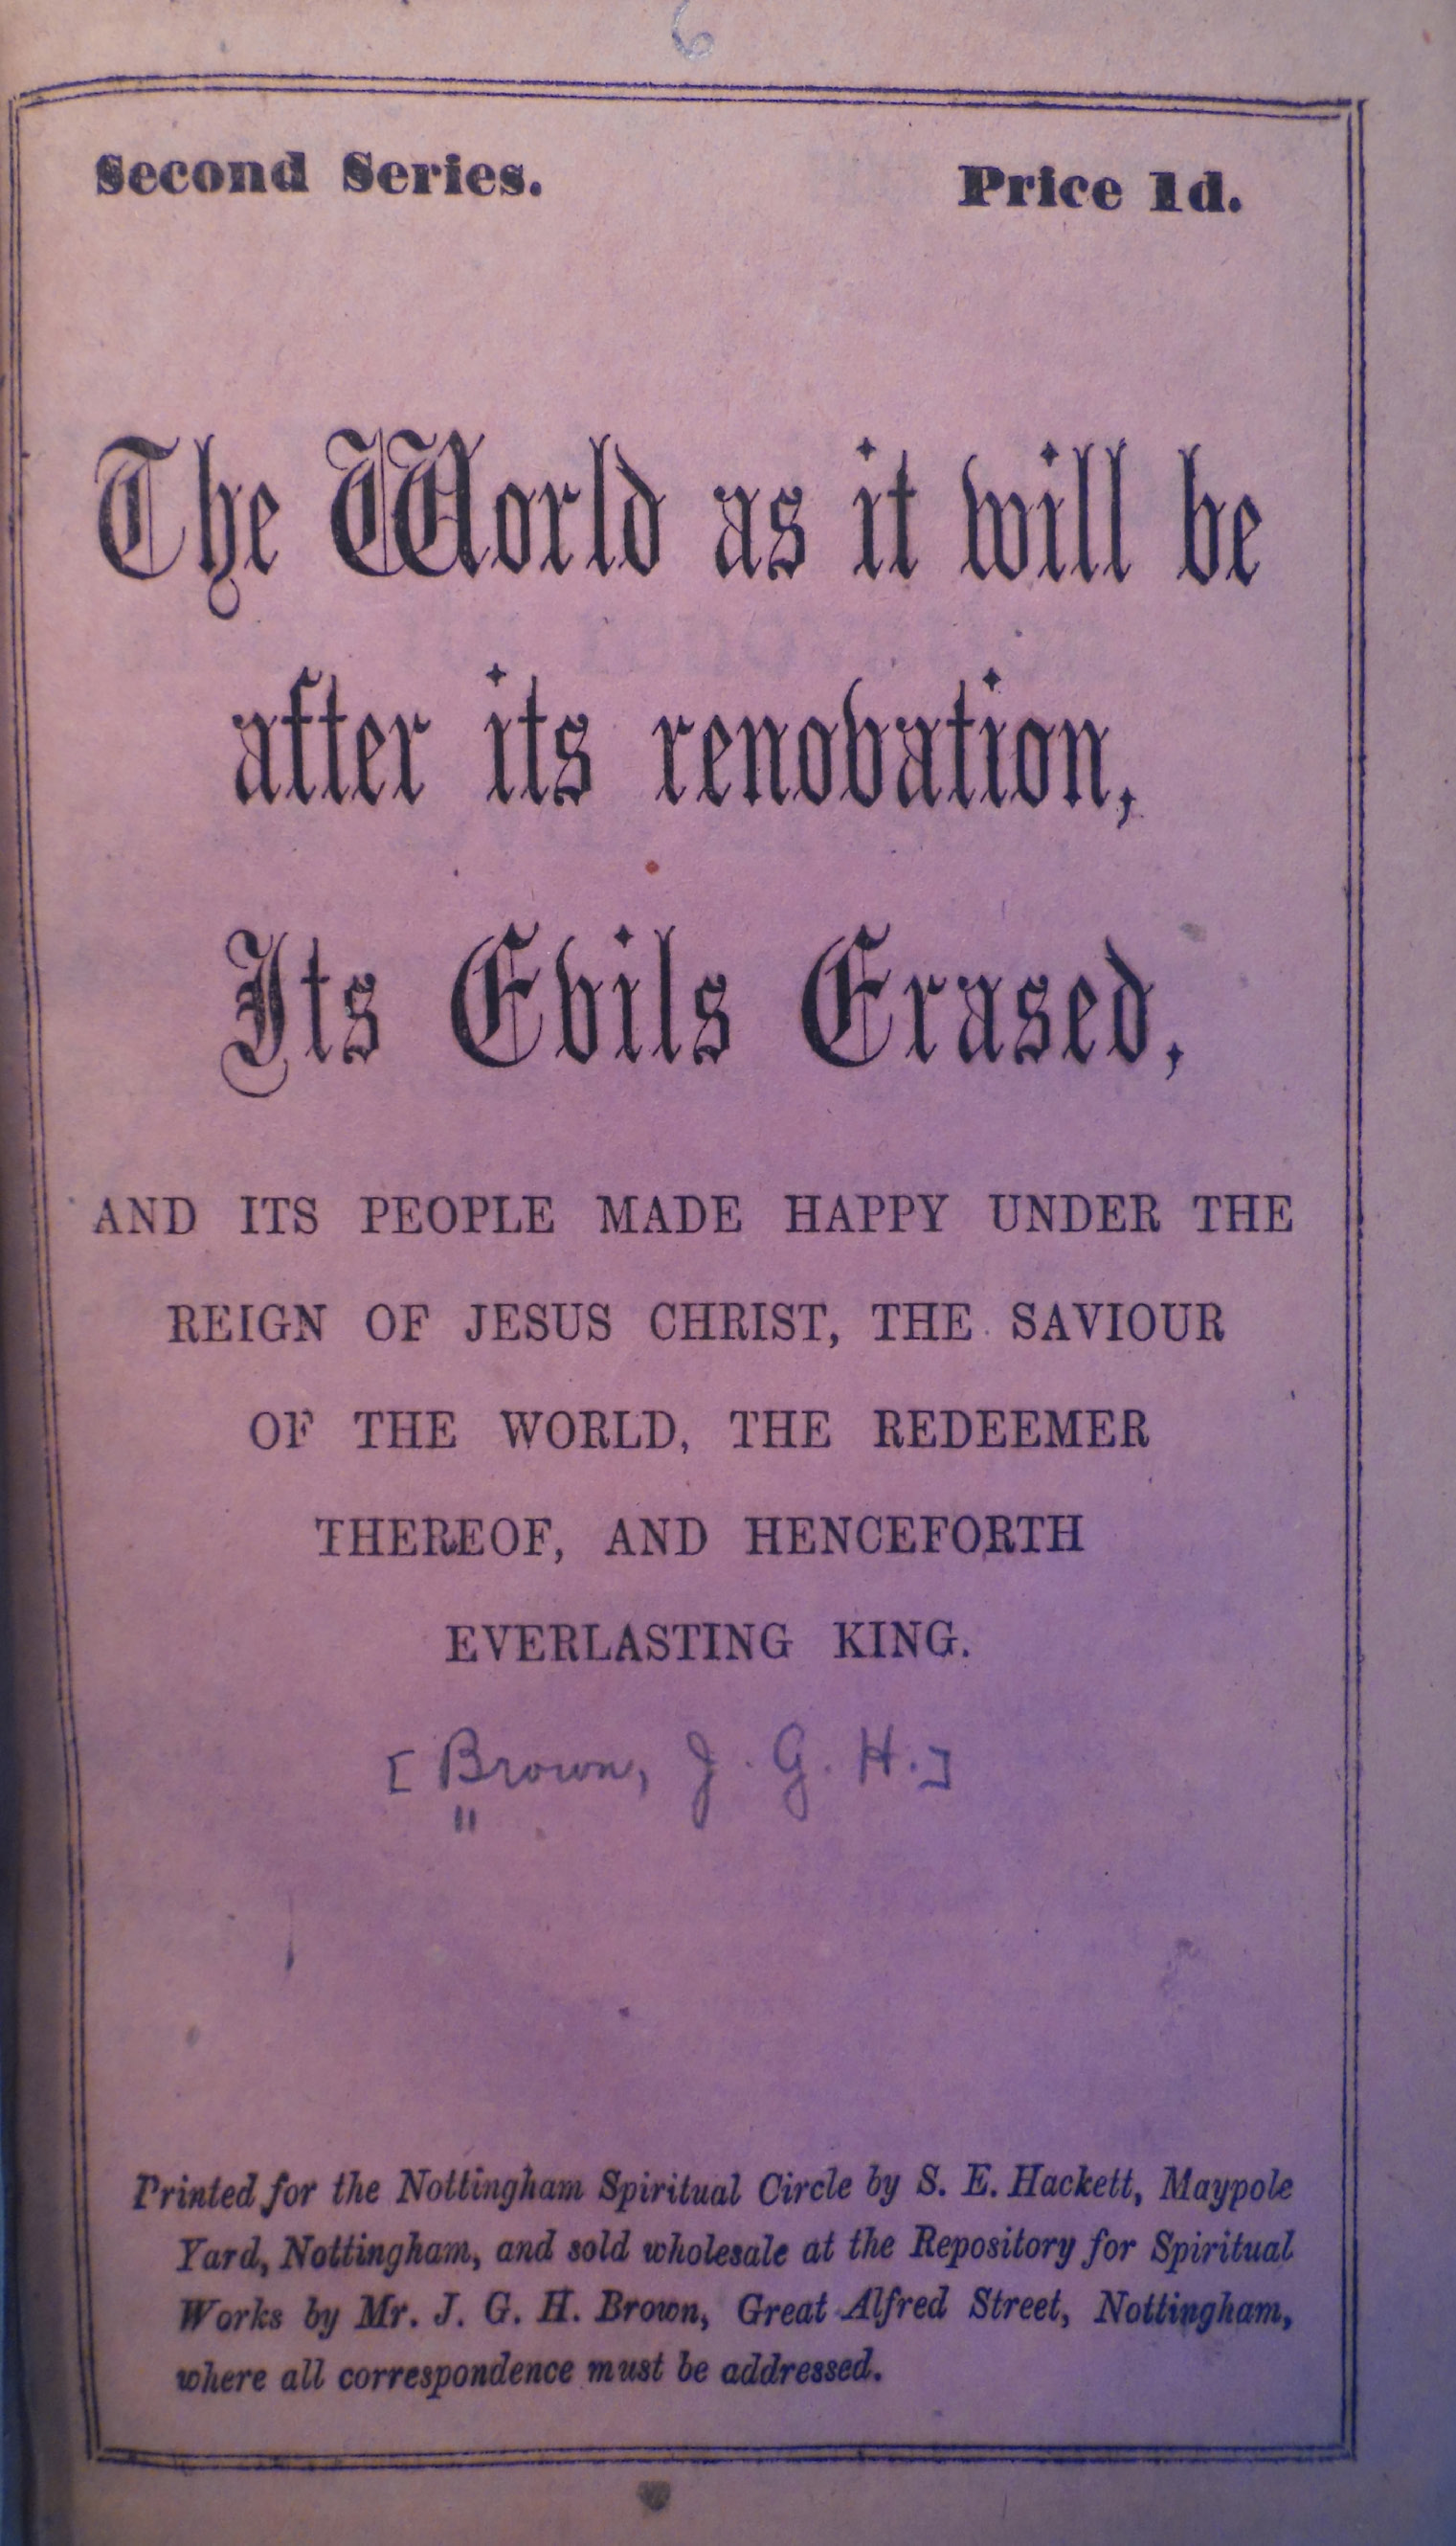 6
Second Series. Price 1d.
The World as it will be
after its renovation,
Its Evils Erased,
AND ITS PEOPLE MADE HAPPY UNDER THE
REIGN OF JESUS CHRIST, THE SAVIOUR
OF THE WORLD, THE REDEEMER
THEREOF, AND HENCEFORTH
EVERLASTING KING.
[Brown, J. G. H.]
"
Printed for the Nottingham Spiritual Circle by S. E. Hackett, Maypole
Yard, Nottingham, and sold wholesale at the Repository for Spiritual
Works by Mr. J. G. H. Brown, Great Alfred Street, Nottingham,
where all correspondence must be addressed.